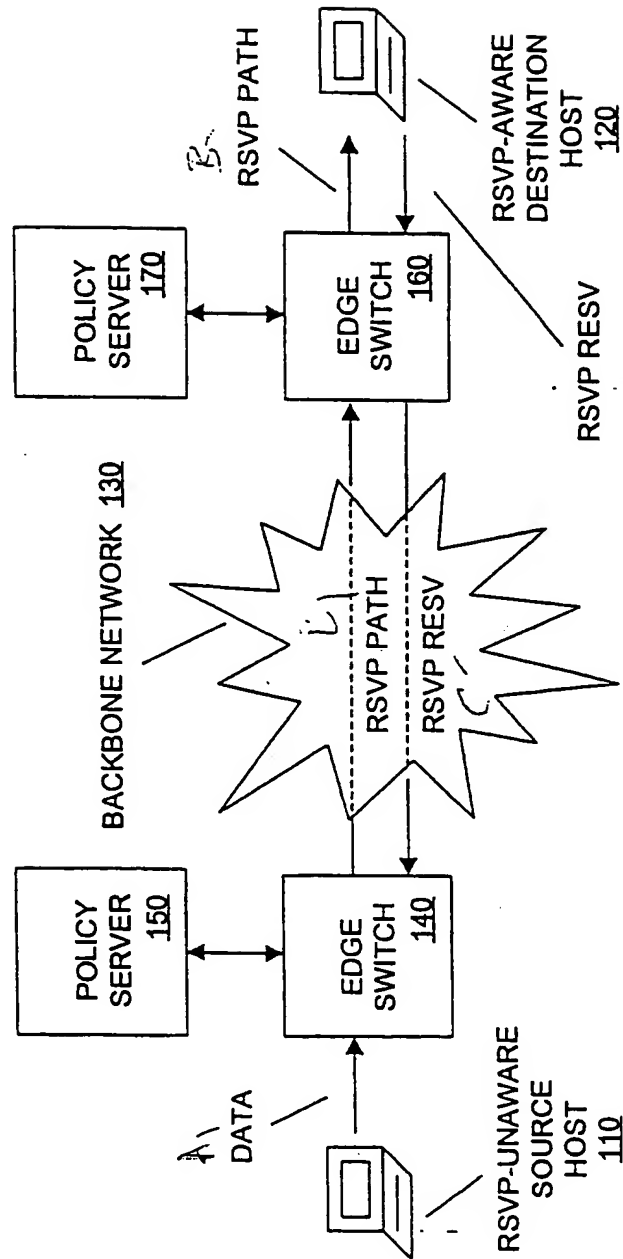 POLICY
SERVER
150
BACKBONE NETWORK 130
POLICY
SERVER
170
A
DATA
EDGE
SWITCH
140
RSVP PATH
RSVP RESV
C
EDGE
SWITCH
160
B
RSVP PATH
RSVP-UNAWARE
SOURCE
HOST
110
RSVP RESV
RSVP-AWARE
DESTINATION
HOST
120